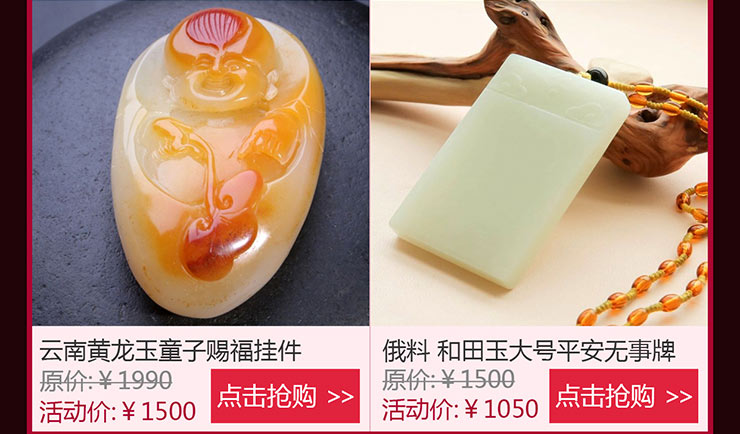 云南黄龙玉童子赐福挂件
原价:￥1990
活动价:￥1500
点击抢购 >>
俄料 和田玉大号平安无事牌
原价:￥1500
活动价:￥1050
点击抢购 >>